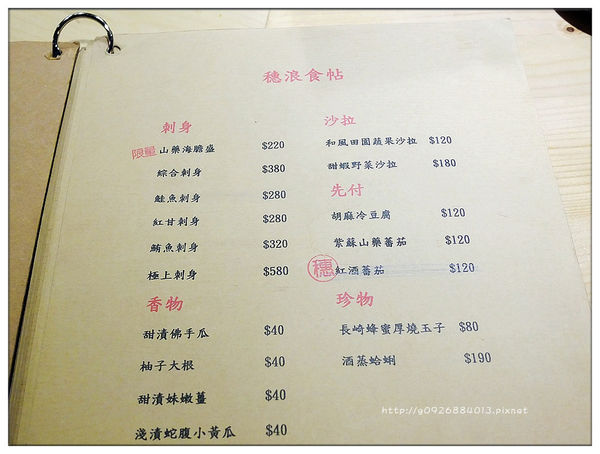 穗浪食帖
刺身
限量 山藥海膽盛 $220
綜合刺身 $380
鮭魚刺身 $280
紅甘刺身 $280
鮪魚刺身 $320
極上刺身 $580
香物
甜漬佛手瓜 $40
柚子大根 $40
甜漬妹嫩薑 $40
淺漬蛇腹小黃瓜 $40
沙拉
和風田園蔬果沙拉 $120
甜蝦野菜沙拉 $180
先付
胡麻冷豆腐 $120
紫蘇山藥蕃茄 $120
穗 紅酒蕃茄 $120
珍物
長崎蜂蜜厚燒玉子 $80
酒蒸蛤蜊 $190
http://g0926884013.pixnet